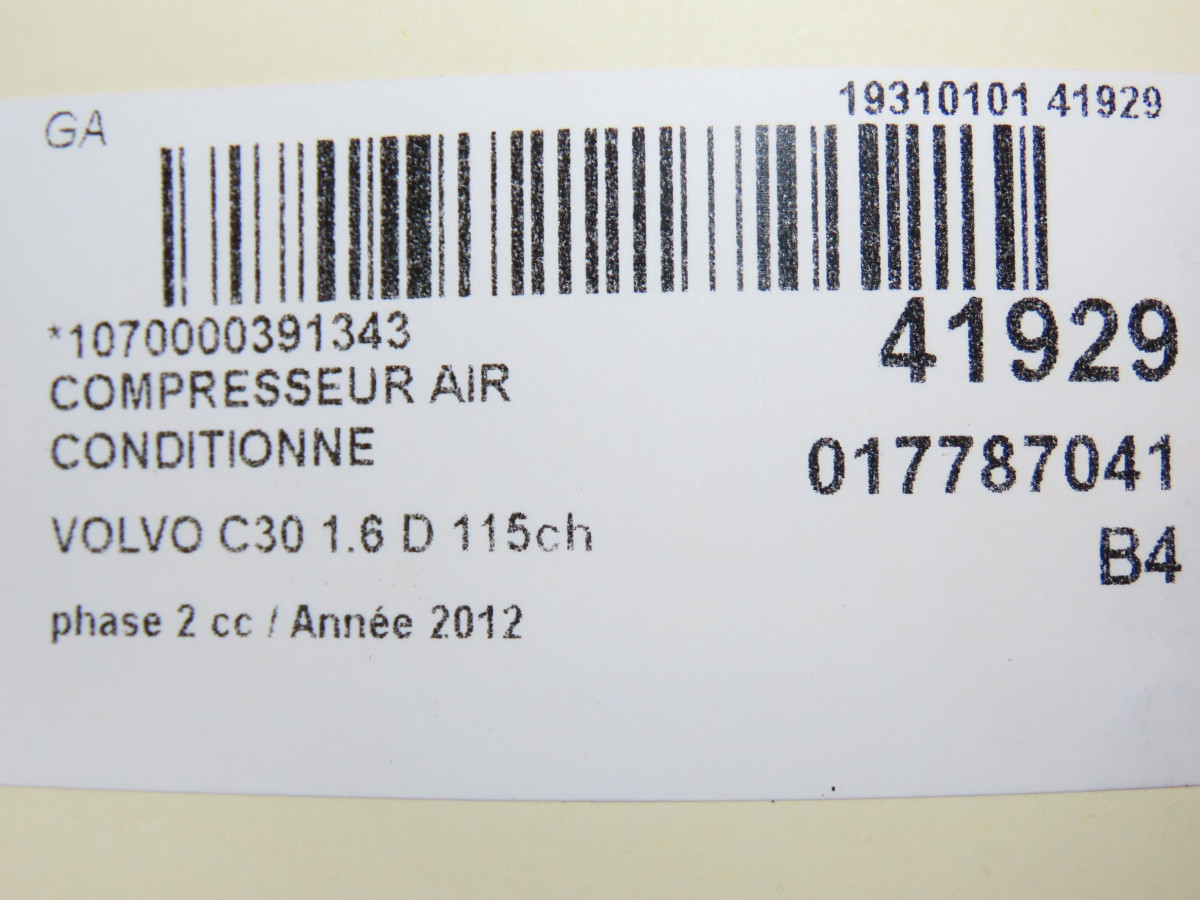 GA
19310101 41929
*1070000391343
41929
COMPRESSEUR AIR
CONDITIONNE
017787041
VOLVO C30 1.6 D 115ch
B4
phase 2 cc / Année 2012